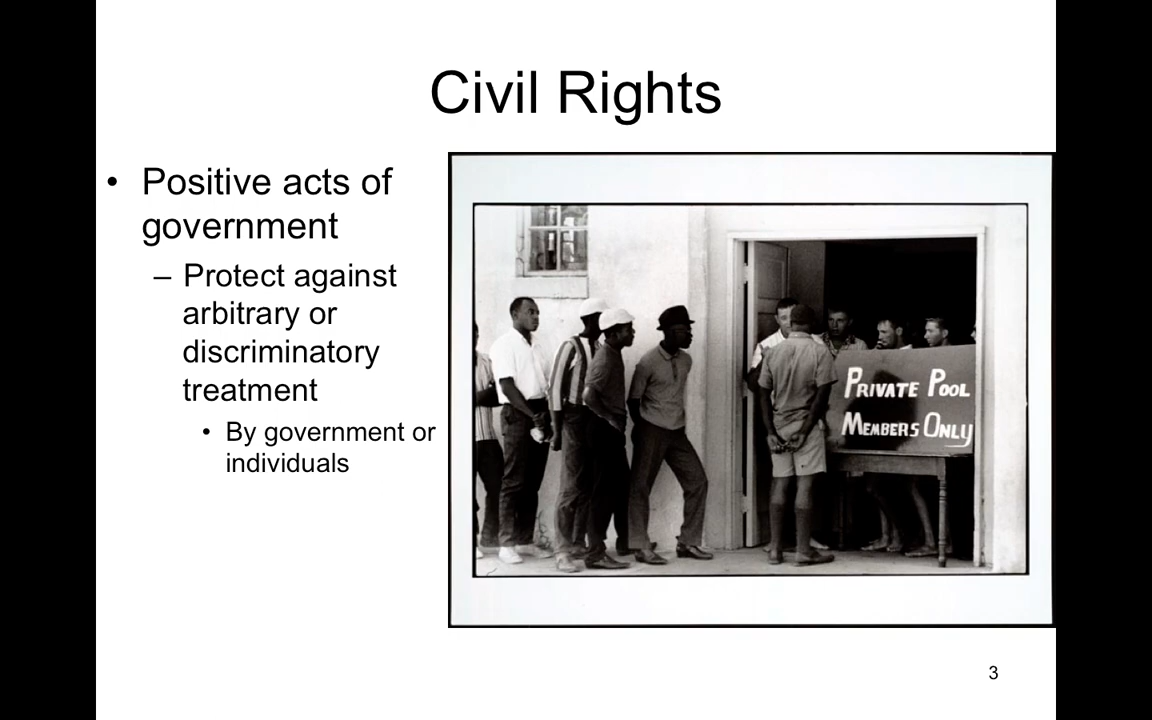 Civil Rights
• Positive acts of
government
– Protect against
arbitrary or
discriminatory
treatment
• By government or
individuals
PRIVATE POOL
MEMBERS ONLY
3